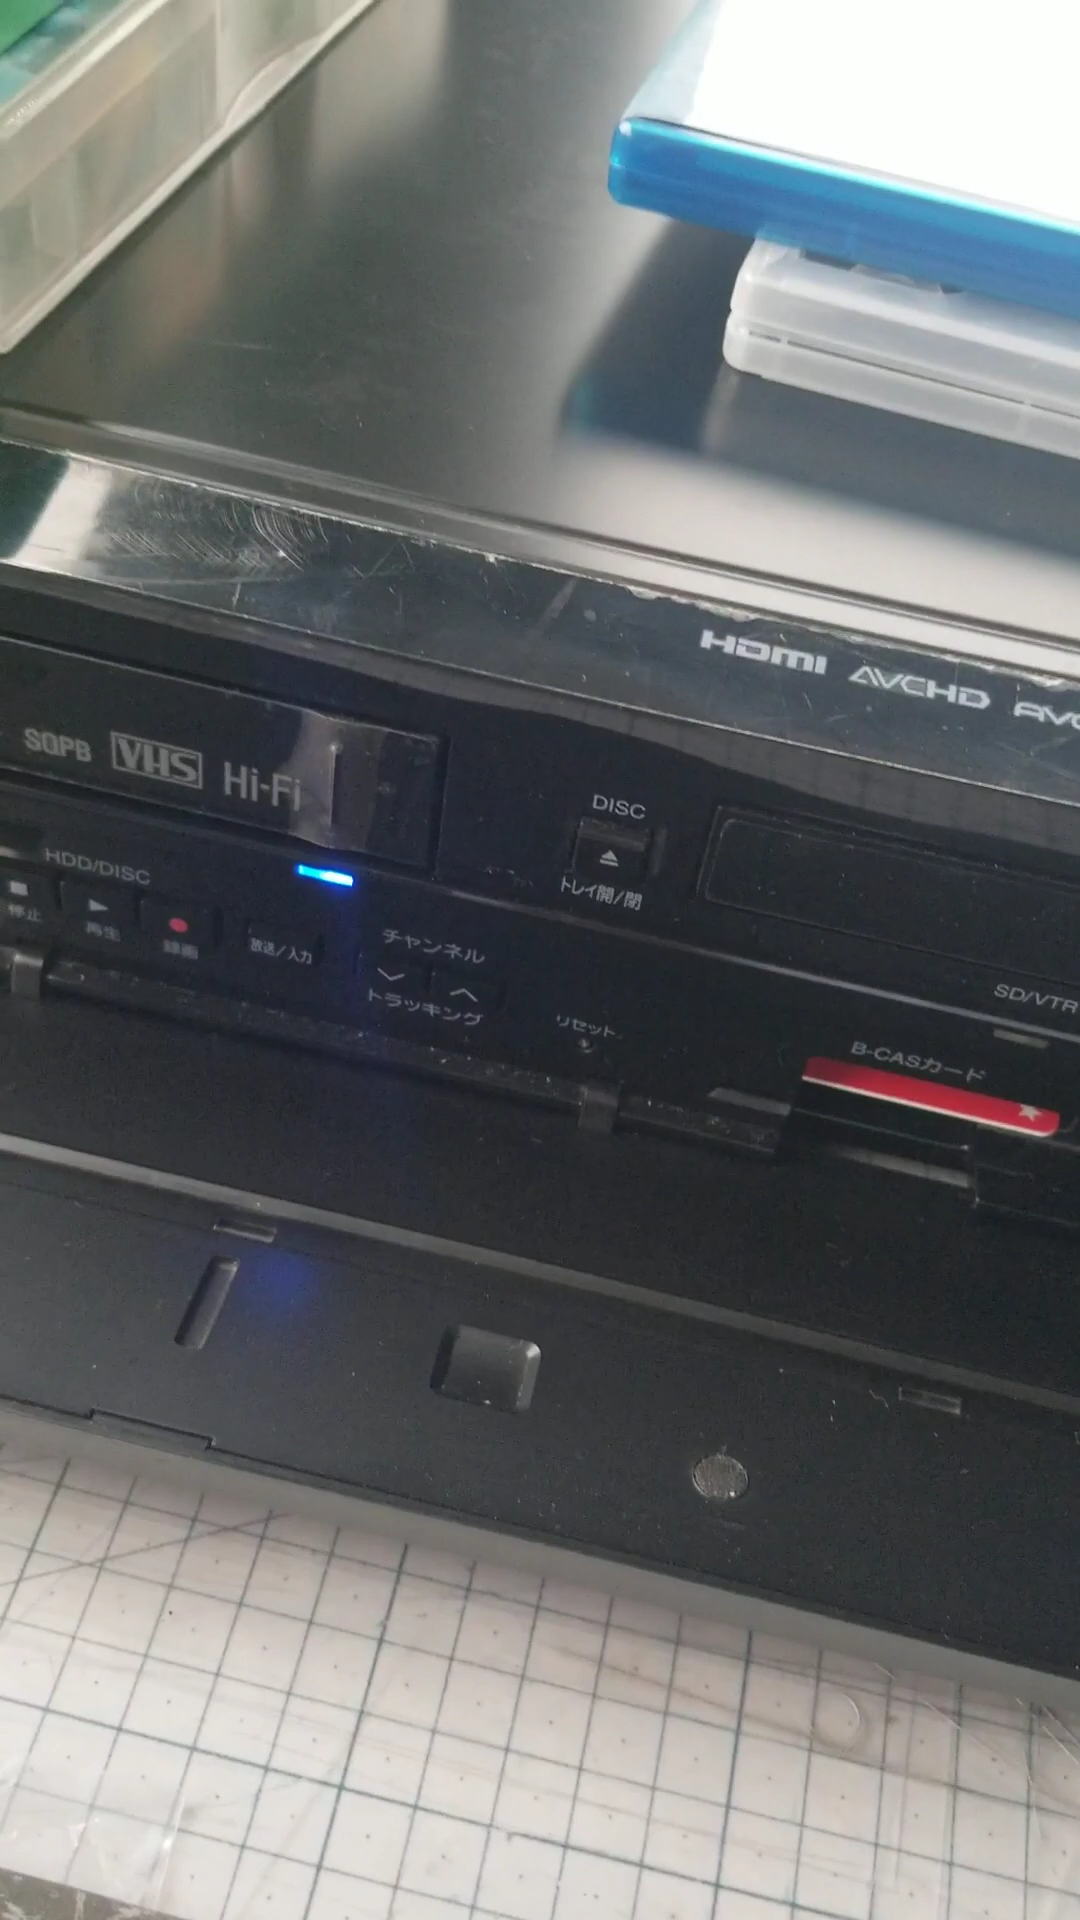 HDMI AVCHD AVC
SQPB VHS Hi-Fi
DISC
トレイ開/閉
HDD/DISC
停止 再生 録画 放送/入力
チャンネル
トラッキング
リセット
SD/VTR
B-CASカード